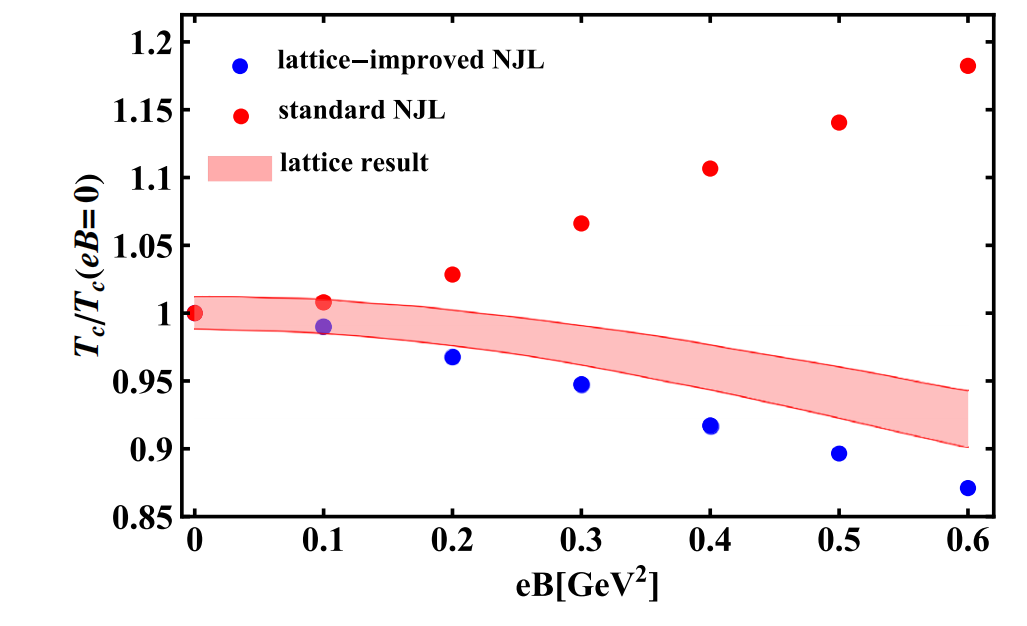 lattice−improved NJL
standard NJL
lattice result
T_c/T_c(eB=0)
1.2
1.15
1.1
1.05
1
0.95
0.9
0.85
0 0.1 0.2 0.3 0.4 0.5 0.6
eB[GeV²]